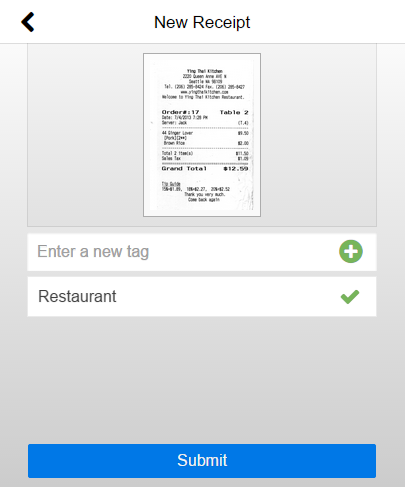 New Receipt
Ying Thai Kitchen
2220 Queen Anne AVE N
Seattle WA 98109
Tel. (206) 285-8424 Fax. (206) 285-8427
www.yingthaikitchen.com
Welcome to Ying Thai Kitchen Restaurant.
Order#:17 Table 2
Date: 7/4/2013 7:28 PM
Server: Jack (1.4)
44 Ginger Lover $9.50
[Pork][2**]
Brown Rice $2.00
Total 2 item(s) $11.50
Sales Tax $1.09
Grand Total $12.59
Tip Guide
15%=$1.89, 18%=$2.27, 20%=$2.52
Thank you very much.
Come back again
Enter a new tag
Restaurant
Submit